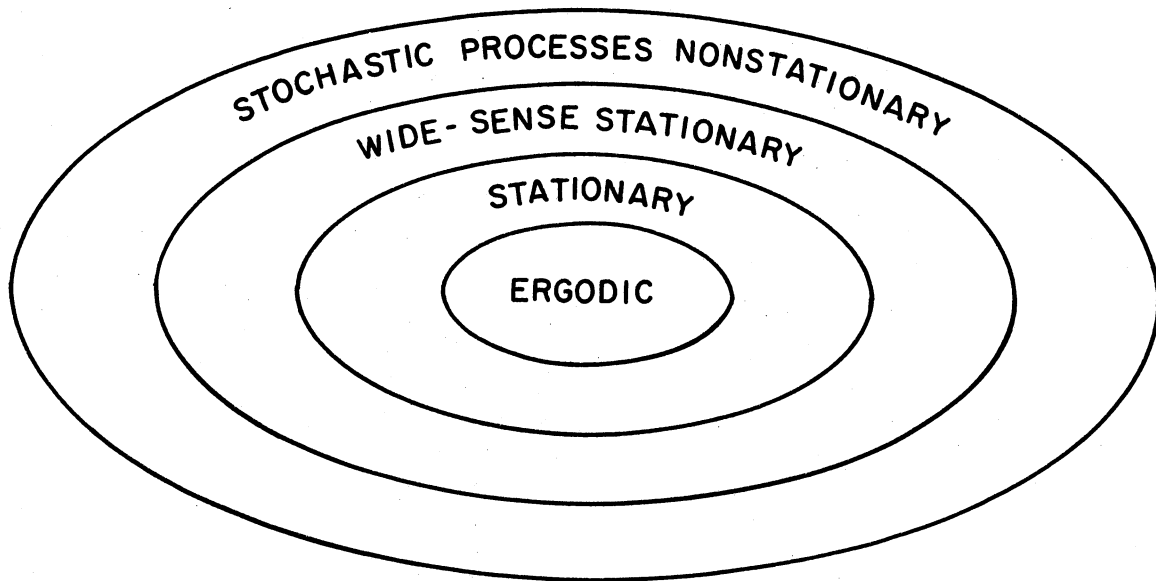 STOCHASTIC PROCESSES NONSTATIONARY
WIDE-SENSE STATIONARY
STATIONARY
ERGODIC